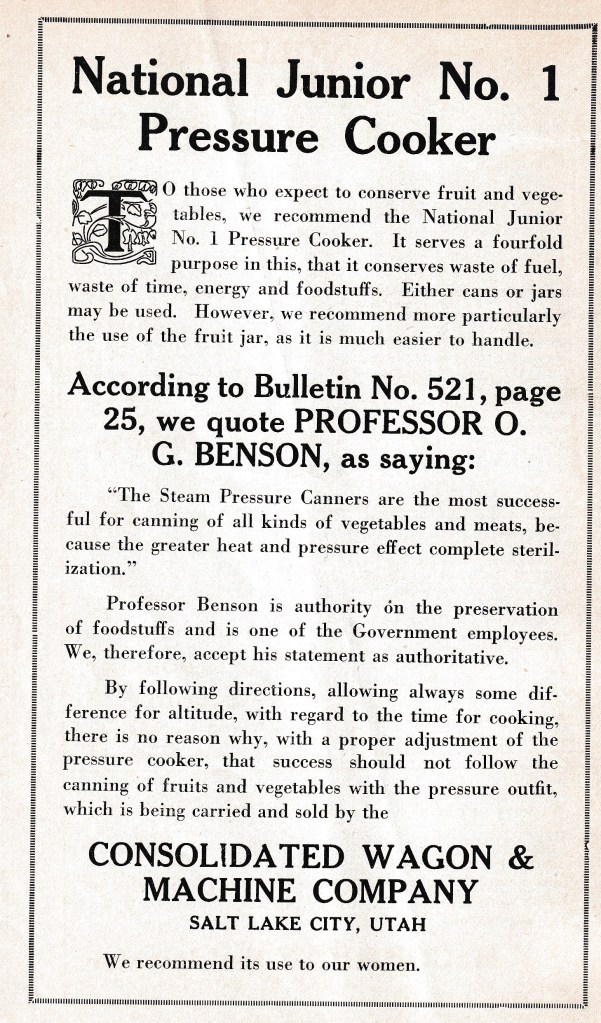 National Junior No. 1
Pressure Cooker
TO those who expect to conserve fruit and vege-
tables, we recommend the National Junior
No. 1 Pressure Cooker. It serves a fourfold
purpose in this, that it conserves waste of fuel,
waste of time, energy and foodstuffs. Either cans or jars
may be used. However, we recommend more particularly
the use of the fruit jar, as it is much easier to handle.
According to Bulletin No. 521, page
25, we quote PROFESSOR O.
G. BENSON, as saying:
“The Steam Pressure Canners are the most success-
ful for canning of all kinds of vegetables and meats, be-
cause the greater heat and pressure effect complete steril-
ization.”
Professor Benson is authority on the preservation
of foodstuffs and is one of the Government employees.
We, therefore, accept his statement as authoritative.
By following directions, allowing always some dif-
ference for altitude, with regard to the time for cooking,
there is no reason why, with a proper adjustment of the
pressure cooker, that success should not follow the
canning of fruits and vegetables with the pressure outfit,
which is being carried and sold by the
CONSOLIDATED WAGON &
MACHINE COMPANY
SALT LAKE CITY, UTAH
We recommend its use to our women.